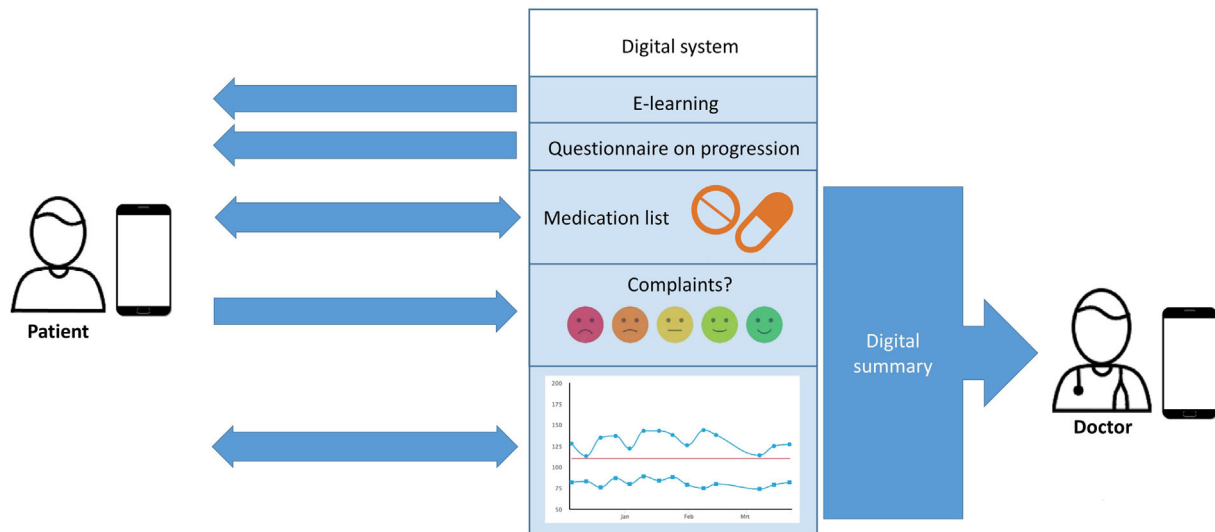 Digital system
E-learning
Questionnaire on progression
Medication list
Complaints?
Patient
Digital
summary
Doctor
200
175
150
125
100
75
50
Jan
Feb
Mrt